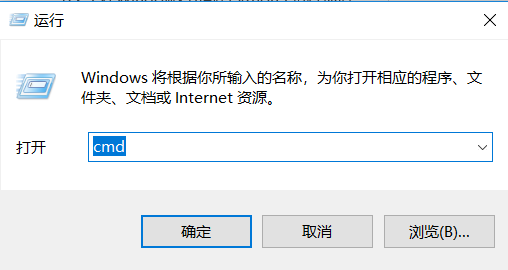 运行
Windows 将根据你所输入的名称，为你打开相应的程序、文
件夹、文档或 Internet 资源。
打开
cmd
确定 取消 浏览(B)...